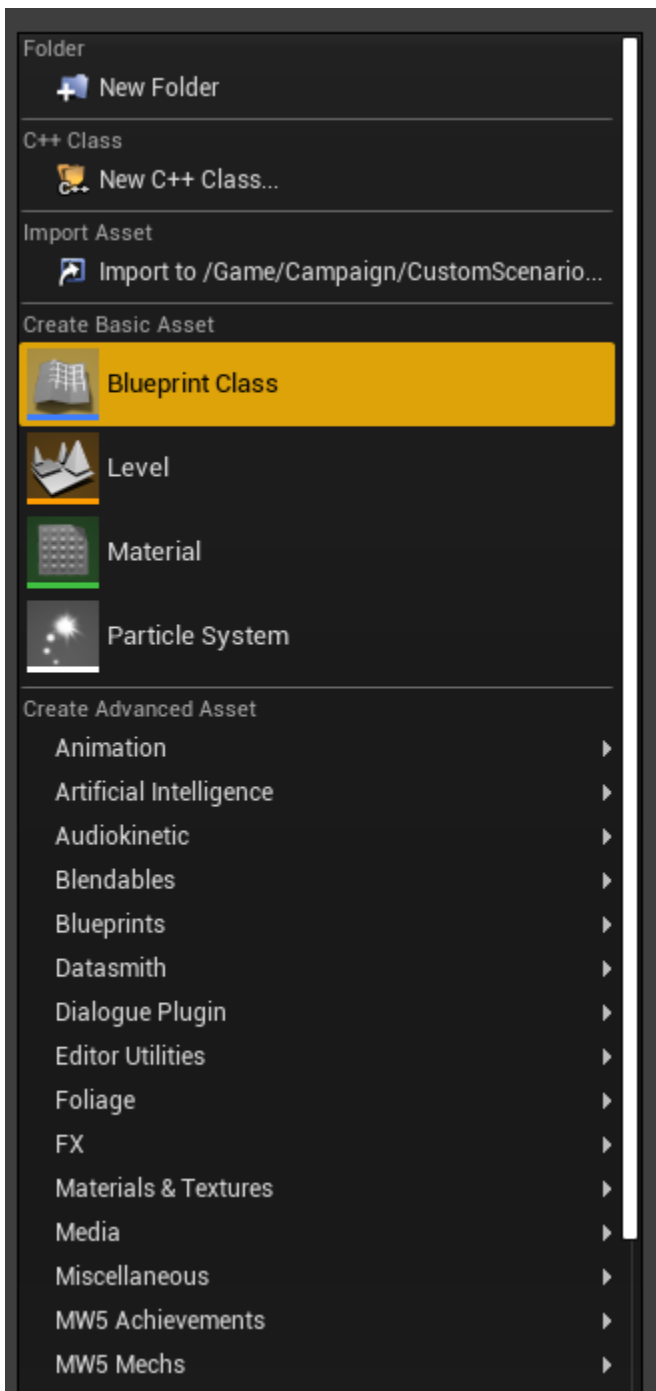 Folder
New Folder
C++ Class
C++
New C++ Class...
Import Asset
Import to /Game/Campaign/CustomScenario...
Create Basic Asset
Blueprint Class
Level
Material
Particle System
Create Advanced Asset
Animation
Artificial Intelligence
Audiokinetic
Blendables
Blueprints
Datasmith
Dialogue Plugin
Editor Utilities
Foliage
FX
Materials & Textures
Media
Miscellaneous
MW5 Achievements
MW5 Mechs